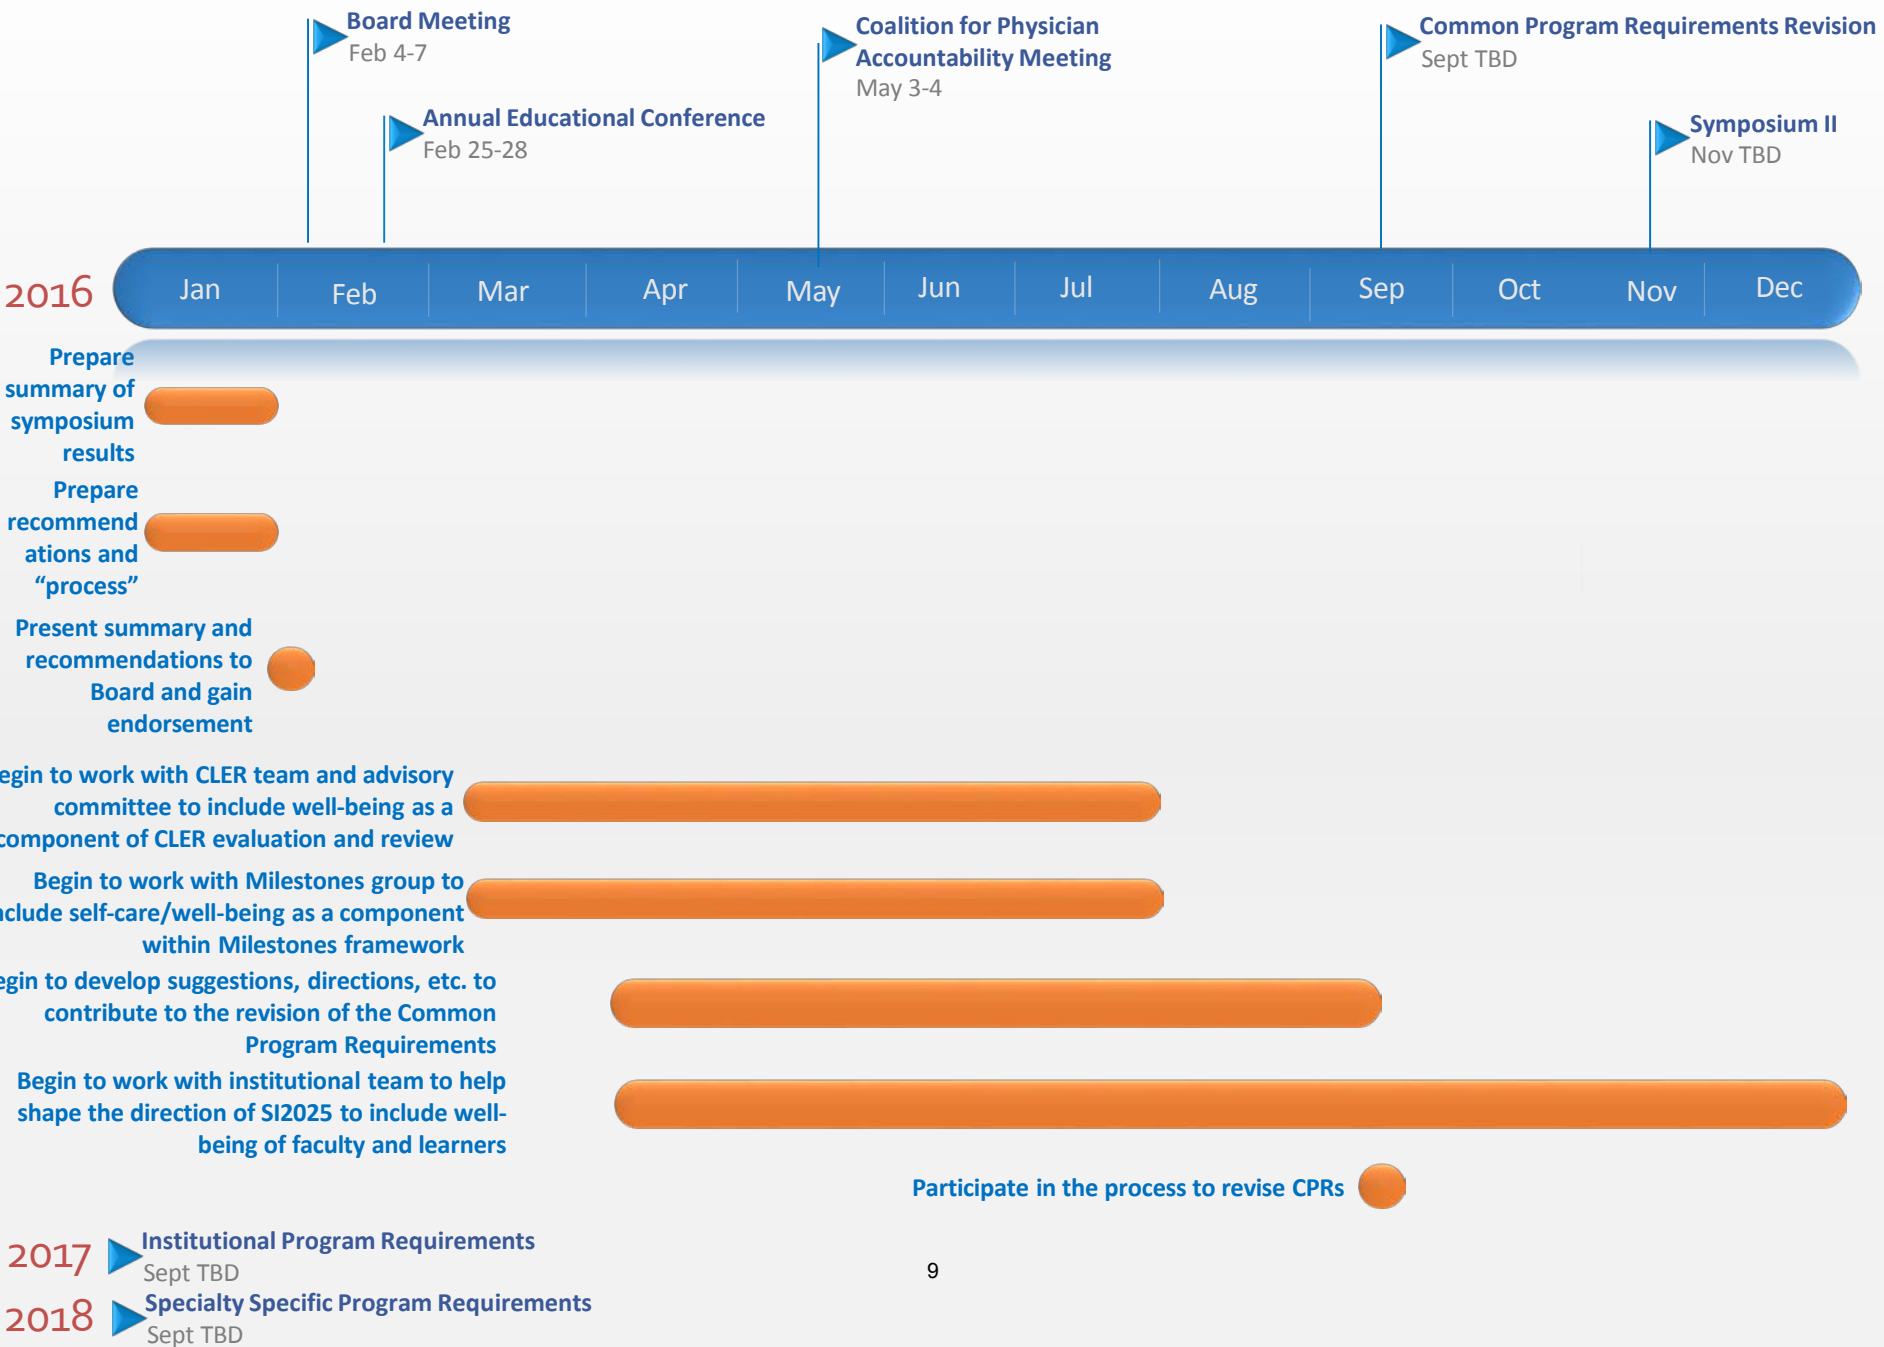 Board Meeting
Feb 4-7
Annual Educational Conference
Feb 25-28
Coalition for Physician
Accountability Meeting
May 3-4
Common Program Requirements Revision
Sept TBD
Symposium II
Nov TBD
2016
Jan Feb Mar Apr May Jun Jul Aug Sep Oct Nov Dec
Prepare
summary of
symposium
results
Prepare
recommend
ations and
“process”
Present summary and
recommendations to
Board and gain
endorsement
egin to work with CLER team and advisory
committee to include well-being as a
component of CLER evaluation and review
Begin to work with Milestones group to
nclude self-care/well-being as a component
within Milestones framework
egin to develop suggestions, directions, etc. to
contribute to the revision of the Common
Program Requirements
Begin to work with institutional team to help
shape the direction of SI2025 to include well-
being of faculty and learners
Participate in the process to revise CPRs
2017
Institutional Program Requirements
Sept TBD
9
2018
Specialty Specific Program Requirements
Sept TBD